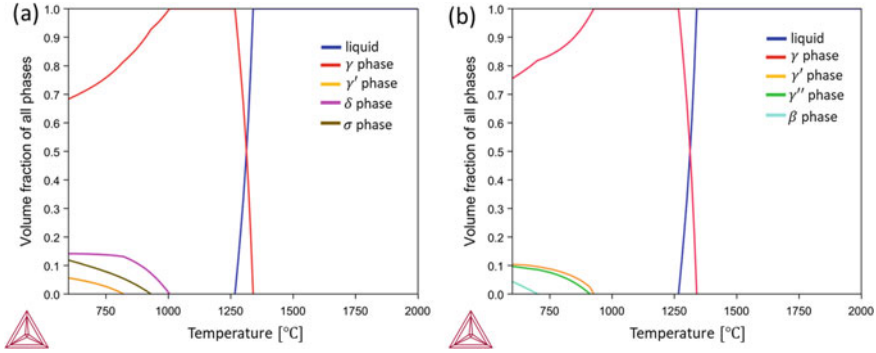 (a)
Volume fraction of all phases
1.0
0.9
0.8
0.7
0.6
0.5
0.4
0.3
0.2
0.1
0.0
liquid
γ phase
γ′ phase
δ phase
σ phase
750 1000 1250 1500 1750 2000
Temperature [°C]
(b)
Volume fraction of all phases
1.0
0.9
0.8
0.7
0.6
0.5
0.4
0.3
0.2
0.1
0.0
liquid
γ phase
γ′ phase
γ′′ phase
β phase
750 1000 1250 1500 1750 2000
Temperature [°C]